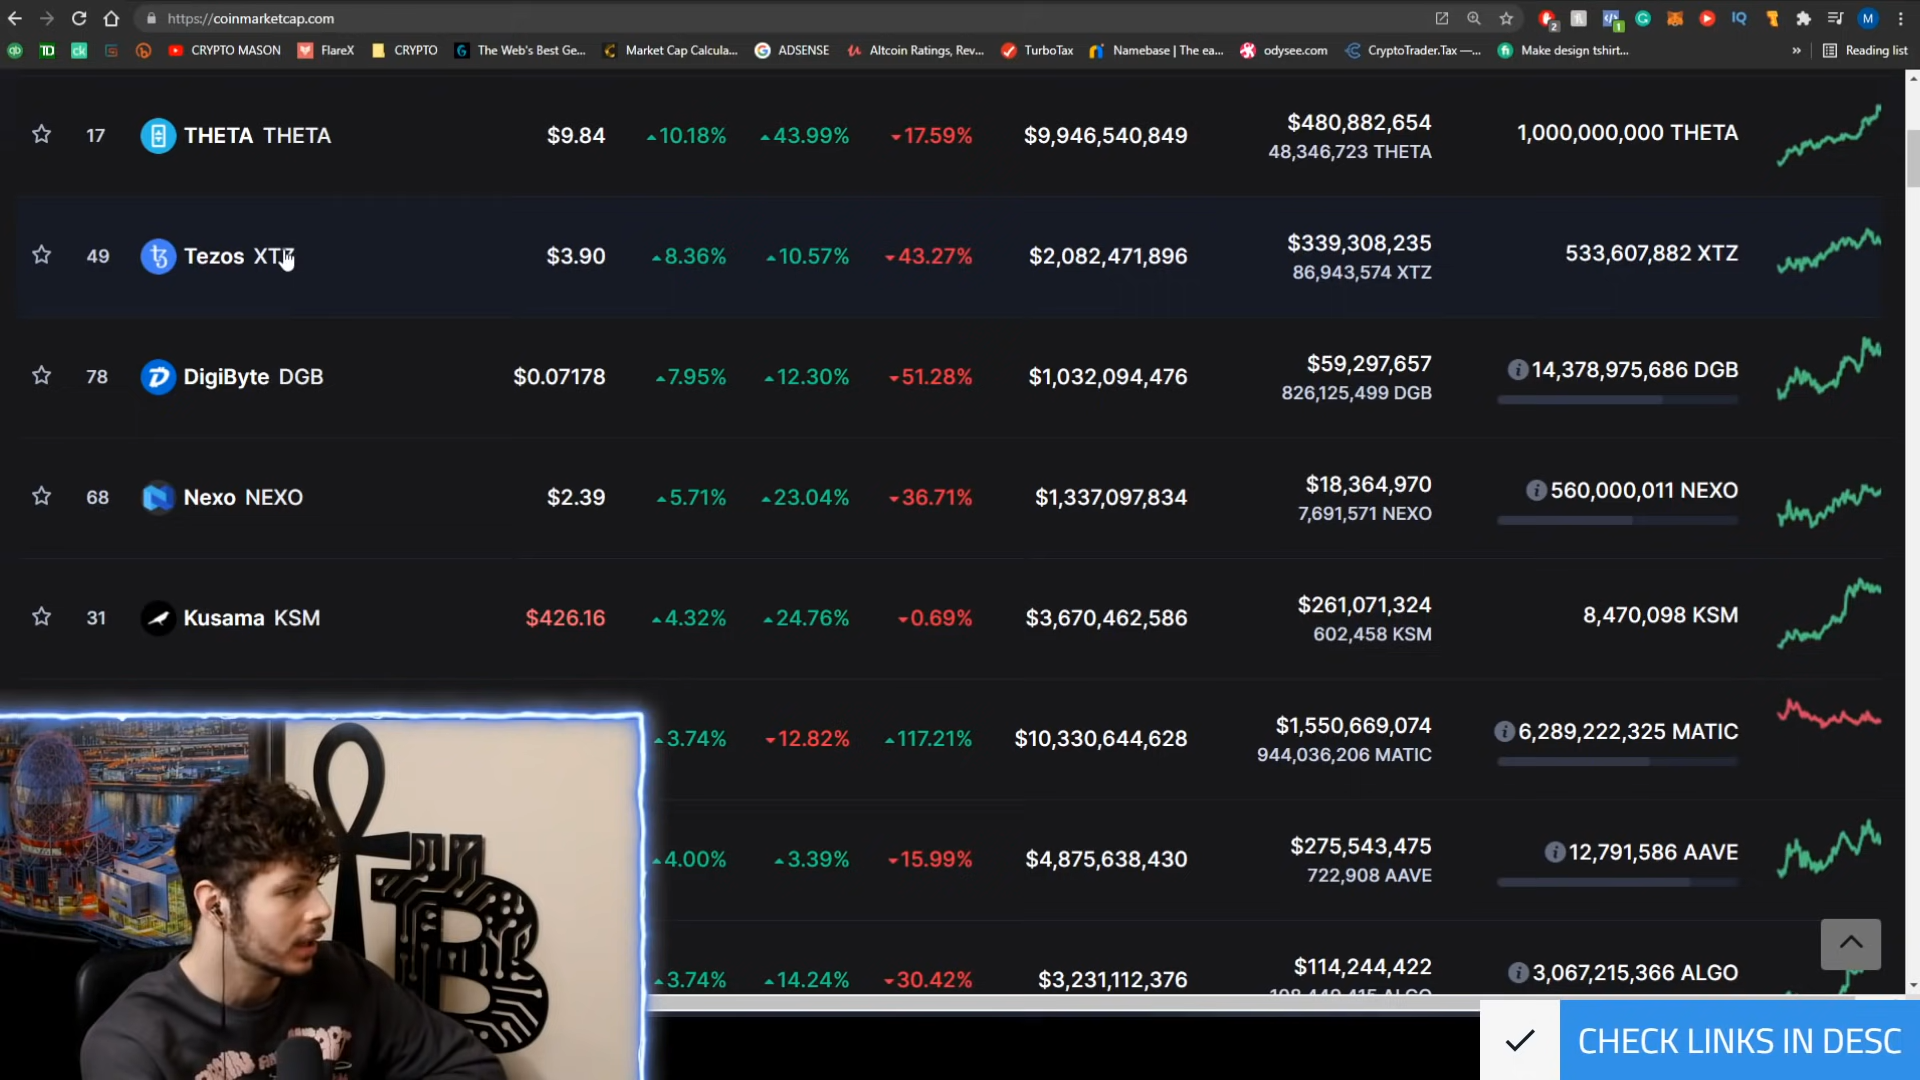 https://coinmarketcap.com
CRYPTO MASON FlareX CRYPTO The Web's Best Ge... Market Cap Calcula... ADSENSE Altcoin Ratings, Rev... TurboTax Namebase | The ea... odysee.com CryptoTrader.Tax —... Make design tshirt... » Reading list
17 THETA THETA $9.84 10.18% 43.99% 17.59% $9,946,540,849 $480,882,654 1,000,000,000 THETA
48,346,723 THETA
49 Tezos XTZ $3.90 8.36% 10.57% 43.27% $2,082,471,896 $339,308,235 533,607,882 XTZ
86,943,574 XTZ
78 DigiByte DGB $0.07178 7.95% 12.30% 51.28% $1,032,094,476 $59,297,657 14,378,975,686 DGB
826,125,499 DGB
68 Nexo NEXO $2.39 5.71% 23.04% 36.71% $1,337,097,834 $18,364,970 560,000,011 NEXO
7,691,571 NEXO
31 Kusama KSM $426.16 4.32% 24.76% 0.69% $3,670,462,586 $261,071,324 8,470,098 KSM
602,458 KSM
3.74% 12.82% 117.21% $10,330,644,628 $1,550,669,074 6,289,222,325 MATIC
944,036,206 MATIC
4.00% 3.39% 15.99% $4,875,638,430 $275,543,475 12,791,586 AAVE
722,908 AAVE
3.74% 14.24% 30.42% $3,231,112,376 $114,244,422 3,067,215,366 ALGO
CHECK LINKS IN DESC